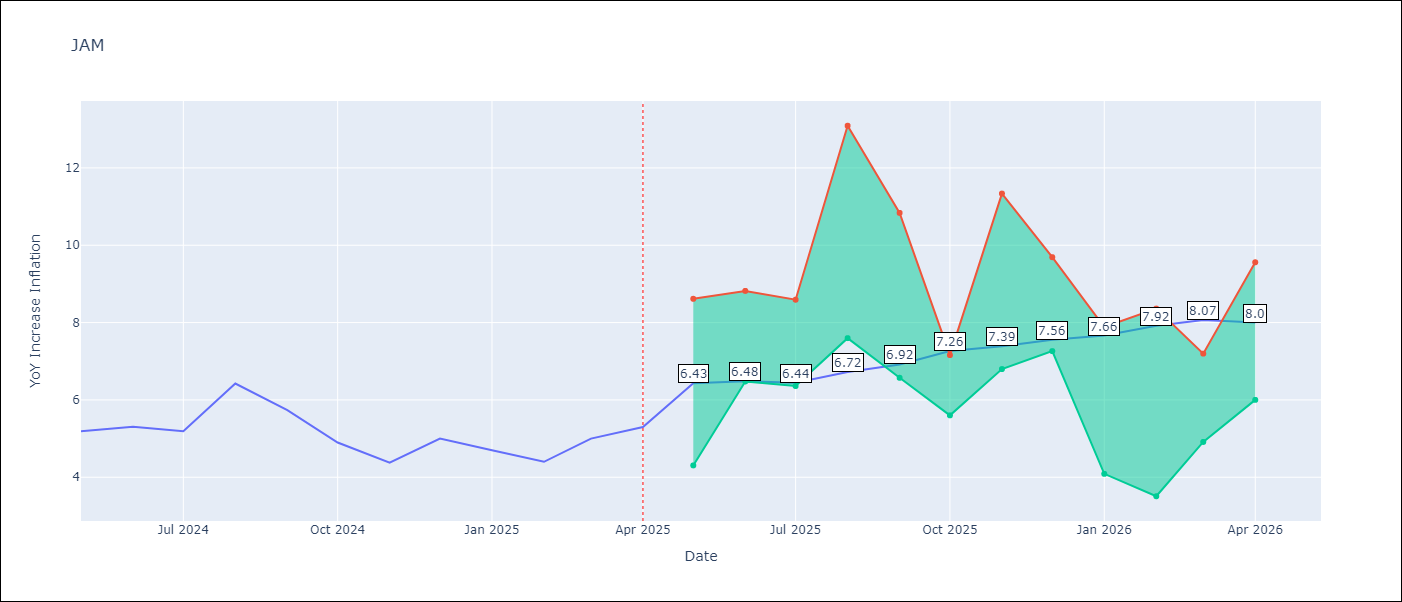 JAM
YoY Increase Inflation
12
10
8
6
4
6.43
6.48
6.44
6.72
6.92
7.26
7.39
7.56
7.66
7.92
8.07
8.0
Jul 2024
Oct 2024
Jan 2025
Apr 2025
Jul 2025
Oct 2025
Jan 2026
Apr 2026
Date